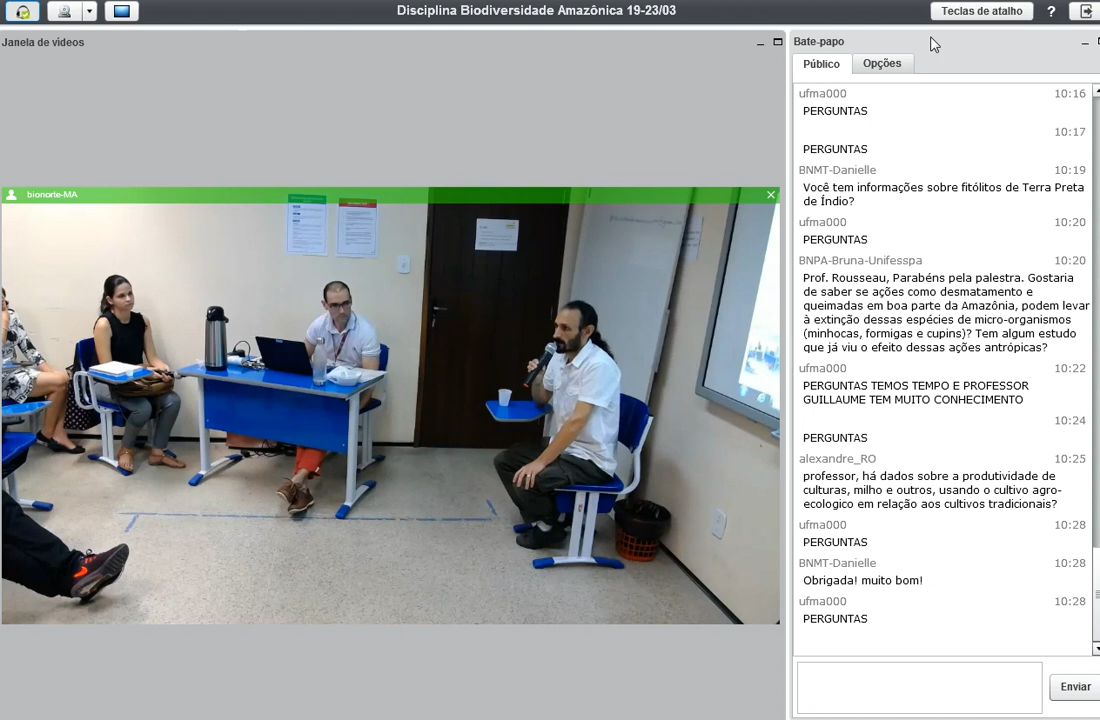 Disciplina Biodiversidade Amazônica 19-23/03
Teclas de atalho
?
Janela de videos
Bate-papo
Público
Opções
bionorte-MA
ufma000 10:16
PERGUNTAS
10:17
PERGUNTAS
BNMT-Danielle 10:19
Você tem informações sobre fitólitos de Terra Preta
de Índio?
ufma000 10:20
PERGUNTAS
BNPA-Bruna-Unifesspa 10:20
Prof. Rousseau, Parabéns pela palestra. Gostaria
de saber se ações como desmatamento e
queimadas em boa parte da Amazônia, podem levar
à extinção dessas espécies de micro-organismos
(minhocas, formigas e cupins)? Tem algum estudo
que já viu o efeito dessas ações antrópicas?
ufma000 10:22
PERGUNTAS TEMOS TEMPO E PROFESSOR
GUILLAUME TEM MUITO CONHECIMENTO
10:24
PERGUNTAS
alexandre_RO 10:25
professor, há dados sobre a produtividade de
culturas, milho e outros, usando o cultivo agro-
ecologico em relação aos cultivos tradicionais?
ufma000 10:28
PERGUNTAS
BNMT-Danielle 10:28
Obrigada! muito bom!
ufma000 10:28
PERGUNTAS
Enviar